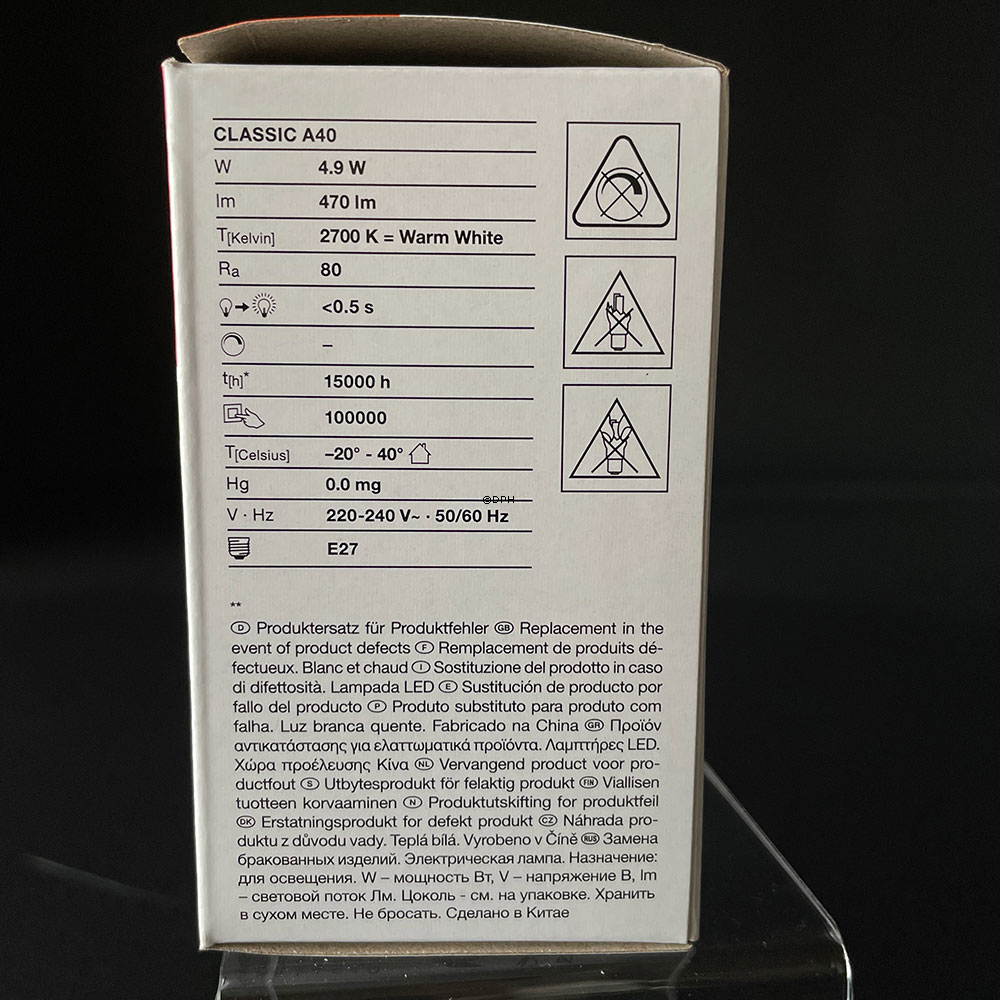 CLASSIC A40
W 4.9 W
lm 470 lm
T[Kelvin] 2700 K = Warm White
Ra 80
<0.5 s
–
t[h]* 15000 h
100000
T[Celsius] –20° - 40°
Hg 0.0 mg
©DPH
V · Hz 220-240 V~ · 50/60 Hz
E27
**
D Produktersatz für Produktfehler GB Replacement in the
event of product defects F Remplacement de produits dé-
fectueux. Blanc et chaud I Sostituzione del prodotto in caso
di difettosità. Lampada LED E Sustitución de producto por
fallo del producto P Produto substituto para produto com
falha. Luz branca quente. Fabricado na China GR Προϊόν
αντικατάστασης για ελαττωματικά προϊόντα. Λαμπτήρες LED.
Χώρα προέλευσης Κίνα NL Vervangend product voor pro-
ductfout S Utbytesprodukt för felaktig produkt FIN Viallisen
tuotteen korvaaminen N Produktutskifting for produktfeil
DK Erstatningsprodukt for defekt produkt CZ Náhrada pro-
duktu z důvodu vady. Teplá bílá. Vyrobeno v Číně RUS Замена
бракованных изделий. Электрическая лампа. Назначение:
для освещения. W – мощность Вт, V – напряжение В, lm
– световой поток Лм. Цоколь - см. на упаковке. Хранить
в сухом месте. Не бросать. Сделано в Китае